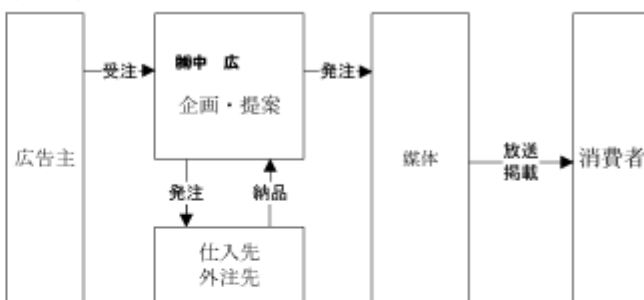 広告主
受注
㈱中　広
企画・提案
発注
媒体
放送
掲載
消費者
発注
納品
仕入先
外注先